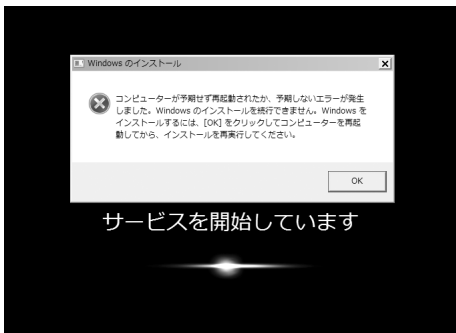 Windows のインストール
コンピューターが予期せず再起動されたか、予期しないエラーが発生
しました。Windows のインストールを続行できません。Windows を
インストールするには、[OK] をクリックしてコンピューターを再起
動してから、インストールを再実行してください。
OK
サービスを開始しています